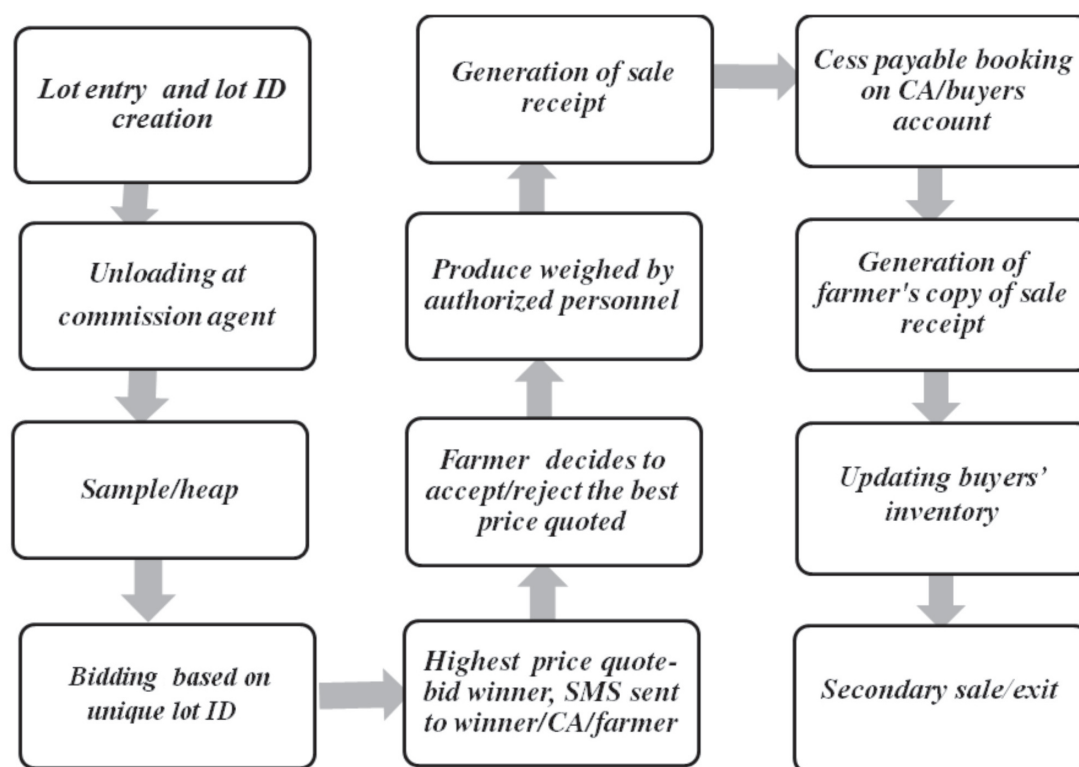 Lot entry and lot ID
creation
Unloading at
commission agent
Sample/heap
Bidding based on
unique lot ID
Highest price quote-
bid winner, SMS sent
to winner/CA/farmer
Farmer decides to
accept/reject the best
price quoted
Produce weighed by
authorized personnel
Generation of sale
receipt
Cess payable booking
on CA/buyers
account
Generation of
farmer's copy of sale
receipt
Updating buyers’
inventory
Secondary sale/exit